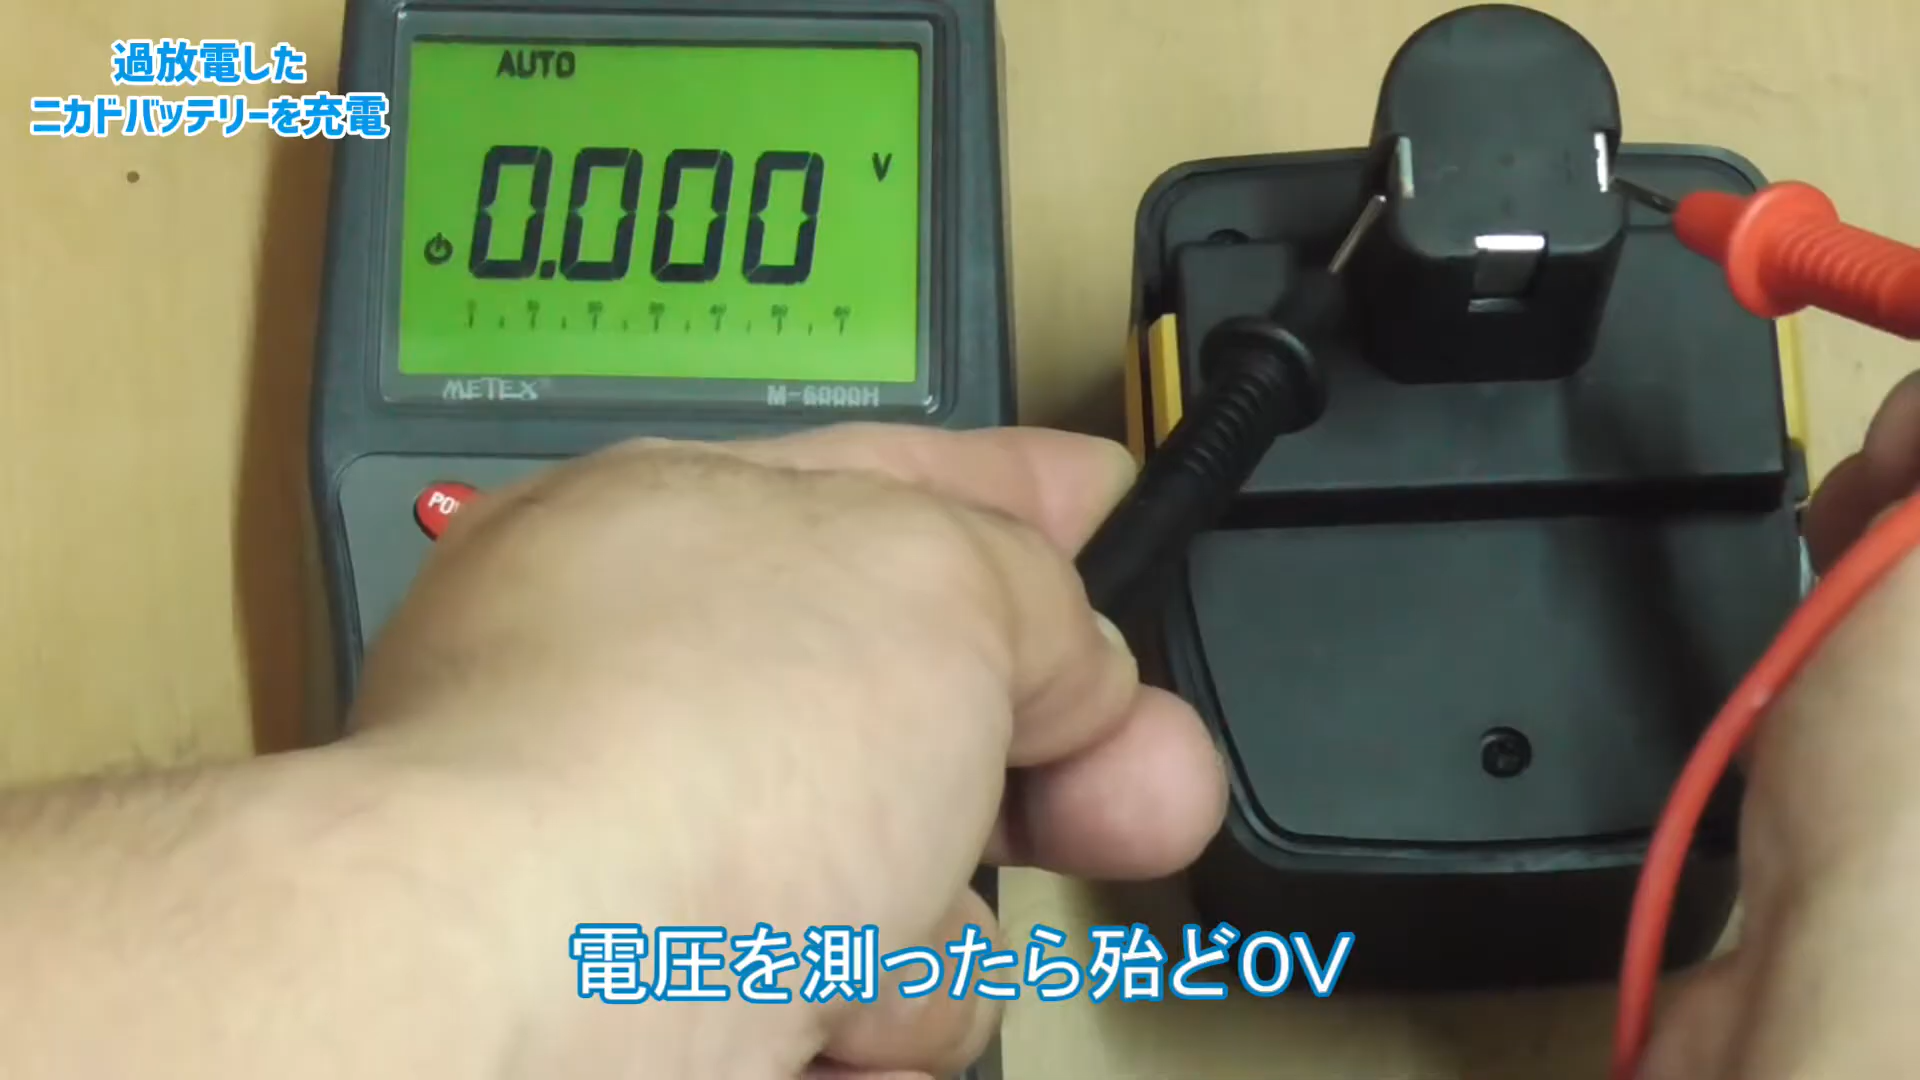 過放電した
ニカドバッテリーを充電
AUTO
0.000 V
METEX
M-6000H
電圧を測ったら殆ど0V